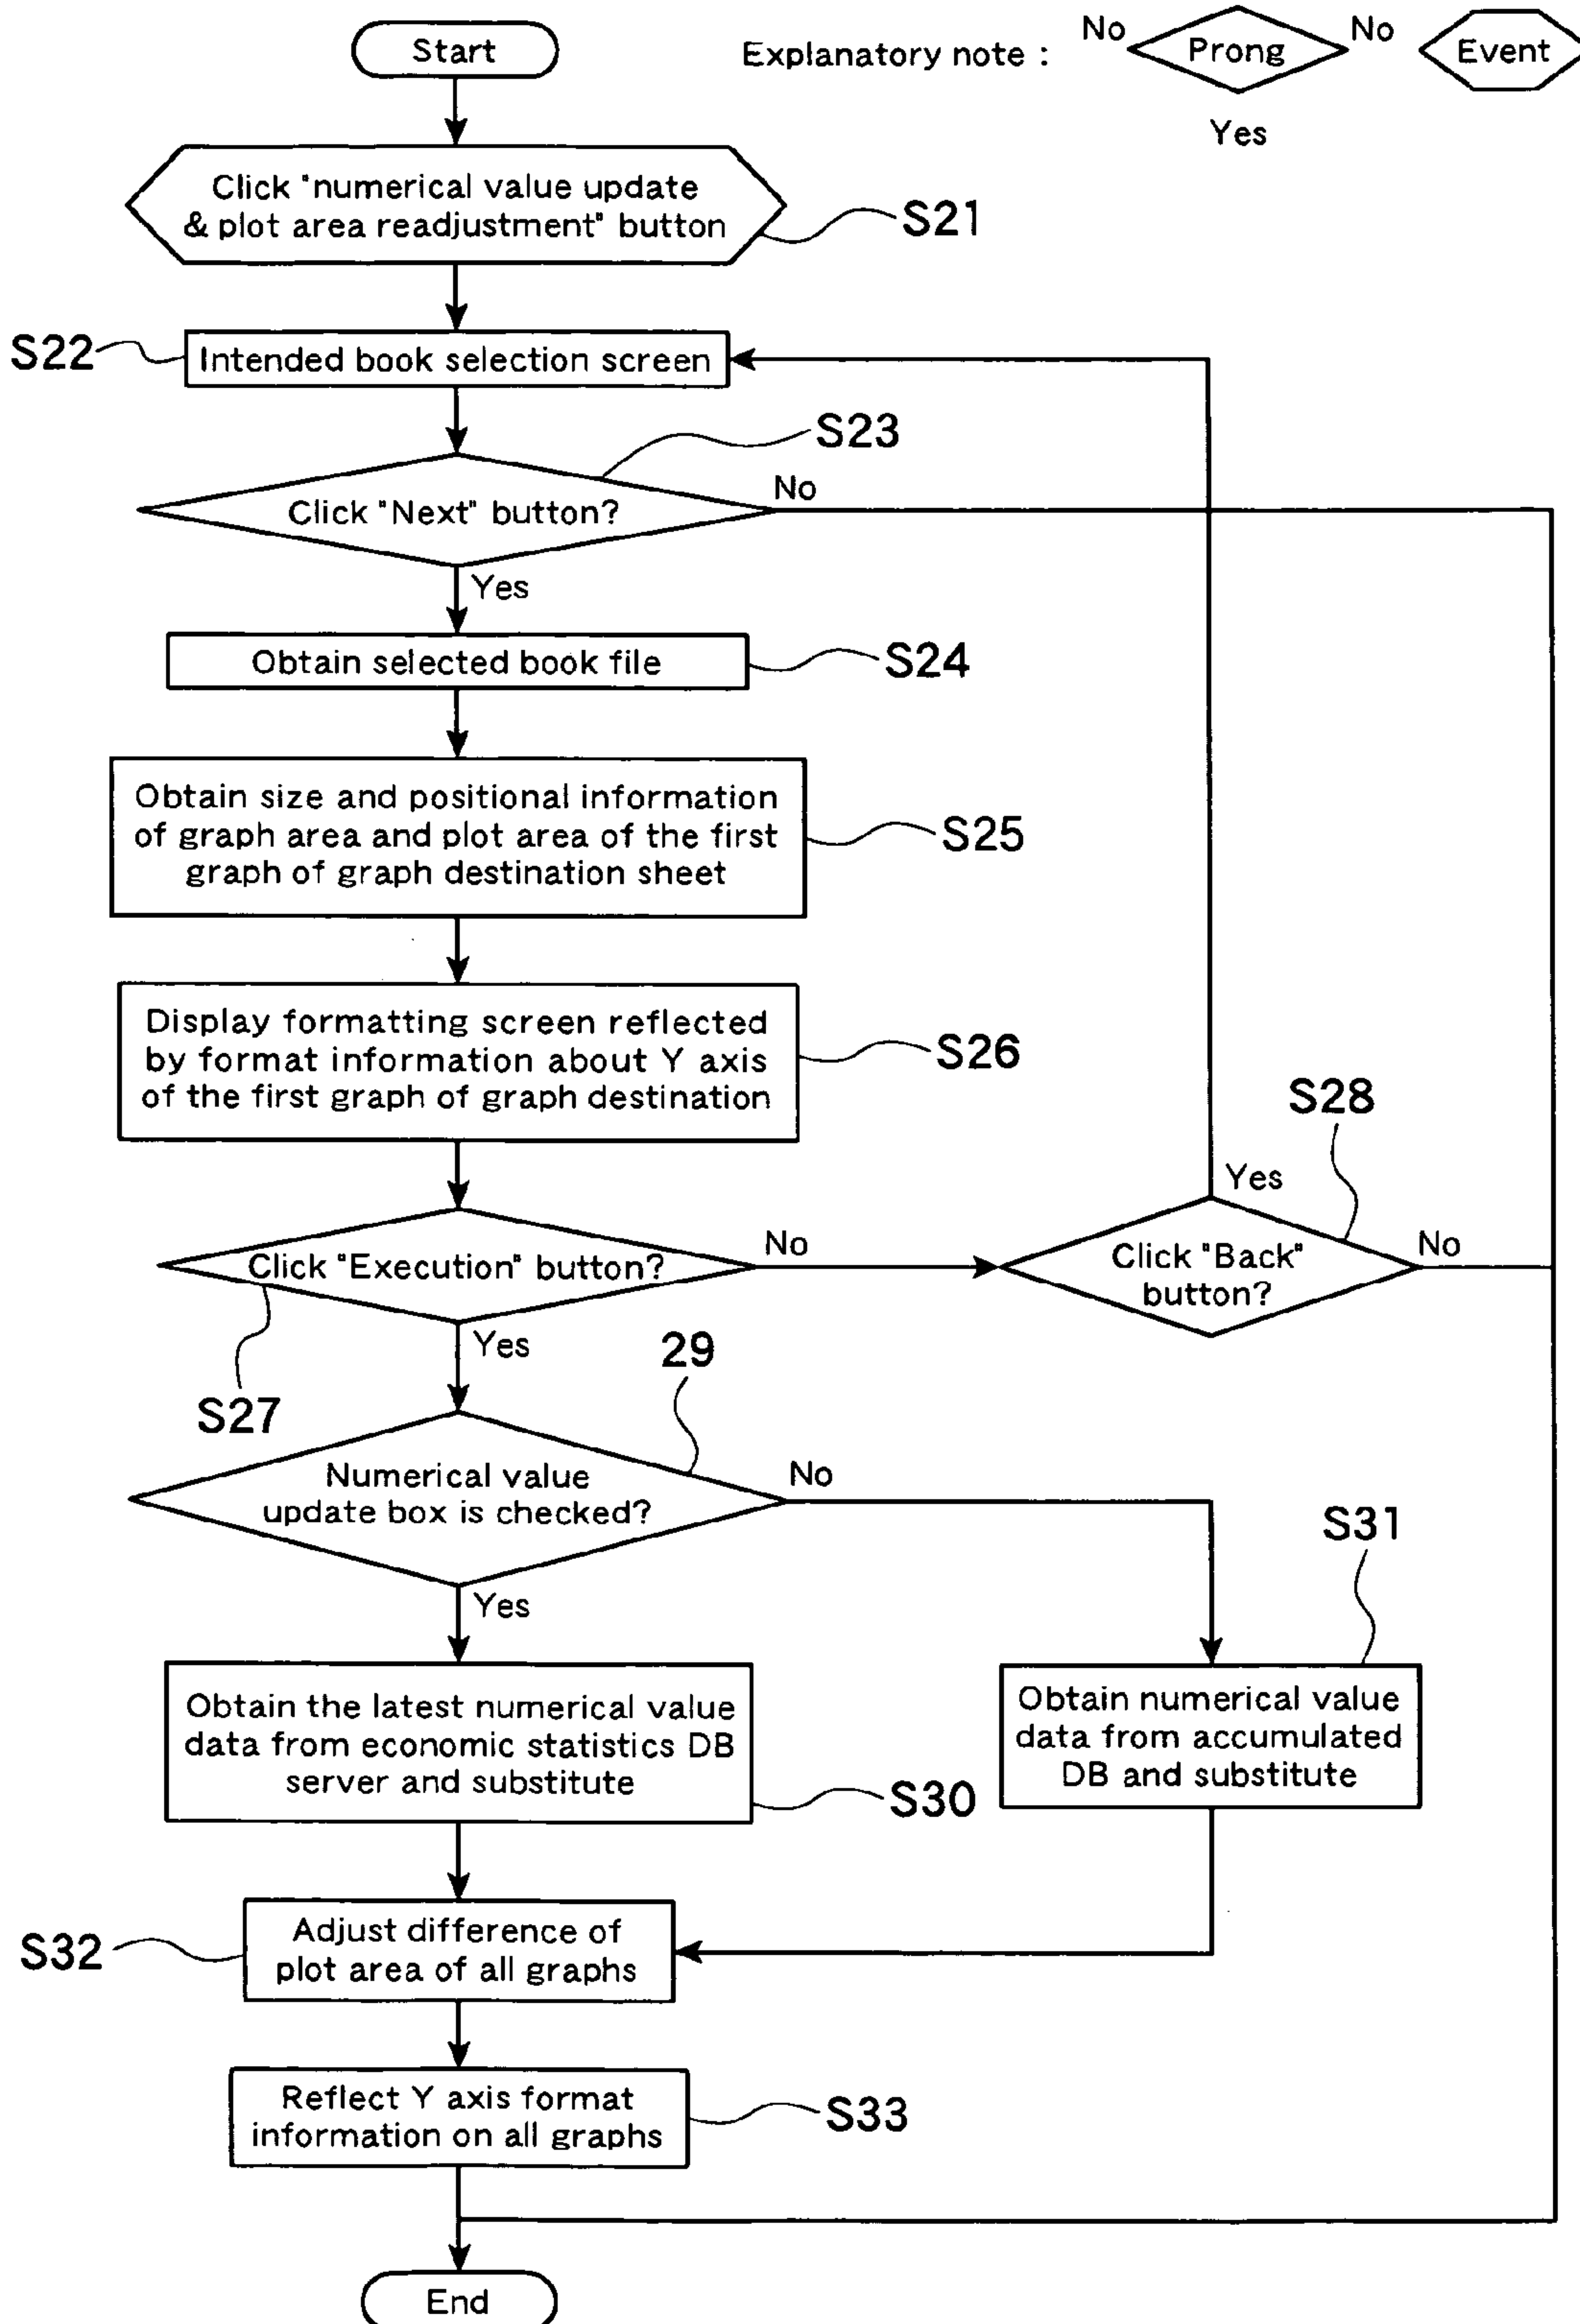 Start
Explanatory note :
No
Prong
No
Event
Yes
Click "numerical value update
& plot area readjustment" button
S21
S22
Intended book selection screen
S23
Click "Next" button?
No
Yes
Obtain selected book file
S24
Obtain size and positional information
of graph area and plot area of the first
graph of graph destination sheet
S25
Display formatting screen reflected
by format information about Y axis
of the first graph of graph destination
S26
S28
Yes
Click "Execution" button?
No
Click "Back"
button?
No
Yes
S27
29
Numerical value
update box is checked?
No
Yes
S31
Obtain the latest numerical value
data from economic statistics DB
server and substitute
S30
Obtain numerical value
data from accumulated
DB and substitute
S32
Adjust difference of
plot area of all graphs
Reflect Y axis format
information on all graphs
S33
End